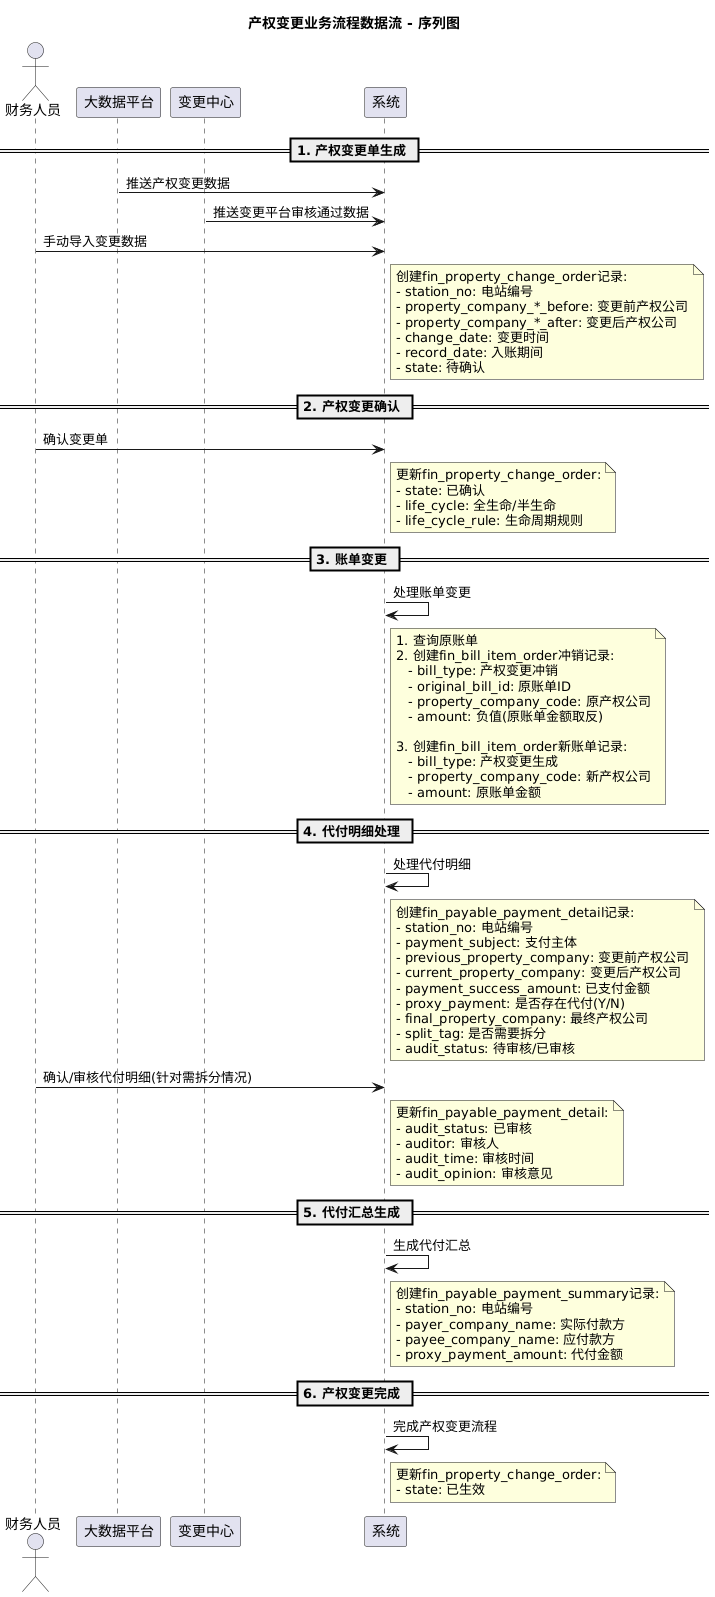 产权变更业务流程数据流 - 序列图
财务人员
大数据平台
变更中心
系统
1. 产权变更单生成
推送产权变更数据
推送变更平台审核通过数据
手动导入变更数据
创建fin_property_change_order记录:
- station_no: 电站编号
- property_company_*_before: 变更前产权公司
- property_company_*_after: 变更后产权公司
- change_date: 变更时间
- record_date: 入账期间
- state: 待确认
2. 产权变更确认
确认变更单
更新fin_property_change_order:
- state: 已确认
- life_cycle: 全生命/半生命
- life_cycle_rule: 生命周期规则
3. 账单变更
处理账单变更
1. 查询原账单
2. 创建fin_bill_item_order冲销记录:
- bill_type: 产权变更冲销
- original_bill_id: 原账单ID
- property_company_code: 原产权公司
- amount: 负值(原账单金额取反)
3. 创建fin_bill_item_order新账单记录:
- bill_type: 产权变更生成
- property_company_code: 新产权公司
- amount: 原账单金额
4. 代付明细处理
处理代付明细
创建fin_payable_payment_detail记录:
- station_no: 电站编号
- payment_subject: 支付主体
- previous_property_company: 变更前产权公司
- current_property_company: 变更后产权公司
- payment_success_amount: 已支付金额
- proxy_payment: 是否存在代付(Y/N)
- final_property_company: 最终产权公司
- split_tag: 是否需要拆分
- audit_status: 待审核/已审核
确认/审核代付明细(针对需拆分情况)
更新fin_payable_payment_detail:
- audit_status: 已审核
- auditor: 审核人
- audit_time: 审核时间
- audit_opinion: 审核意见
5. 代付汇总生成
生成代付汇总
创建fin_payable_payment_summary记录:
- station_no: 电站编号
- payer_company_name: 实际付款方
- payee_company_name: 应付款方
- proxy_payment_amount: 代付金额
6. 产权变更完成
完成产权变更流程
更新fin_property_change_order:
- state: 已生效
财务人员
大数据平台
变更中心
系统